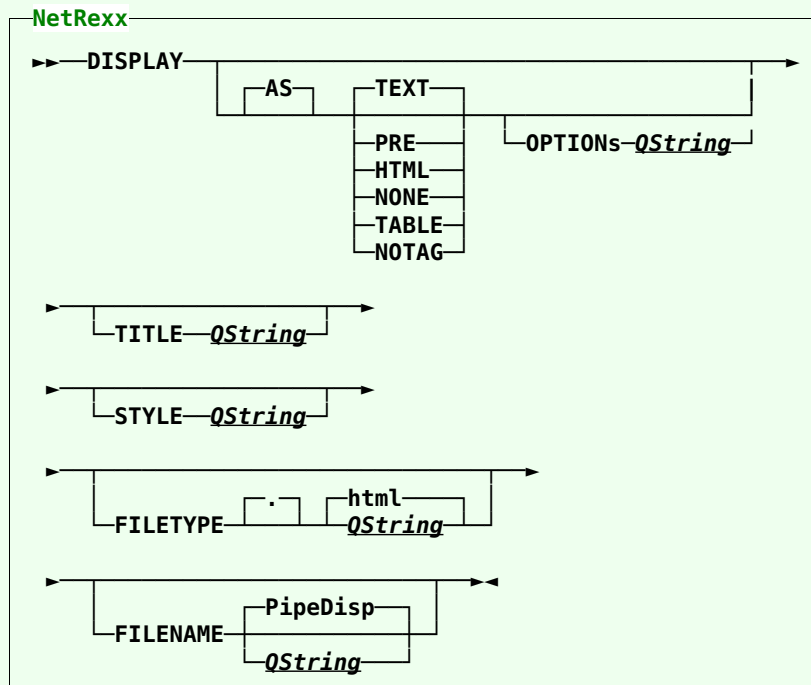 NetRexx
DISPLAY
AS TEXT
PRE OPTIONs QString
HTML
NONE
TABLE
NOTAG
TITLE QString
STYLE QString
. html
FILETYPE QString
PipeDisp
FILENAME
QString